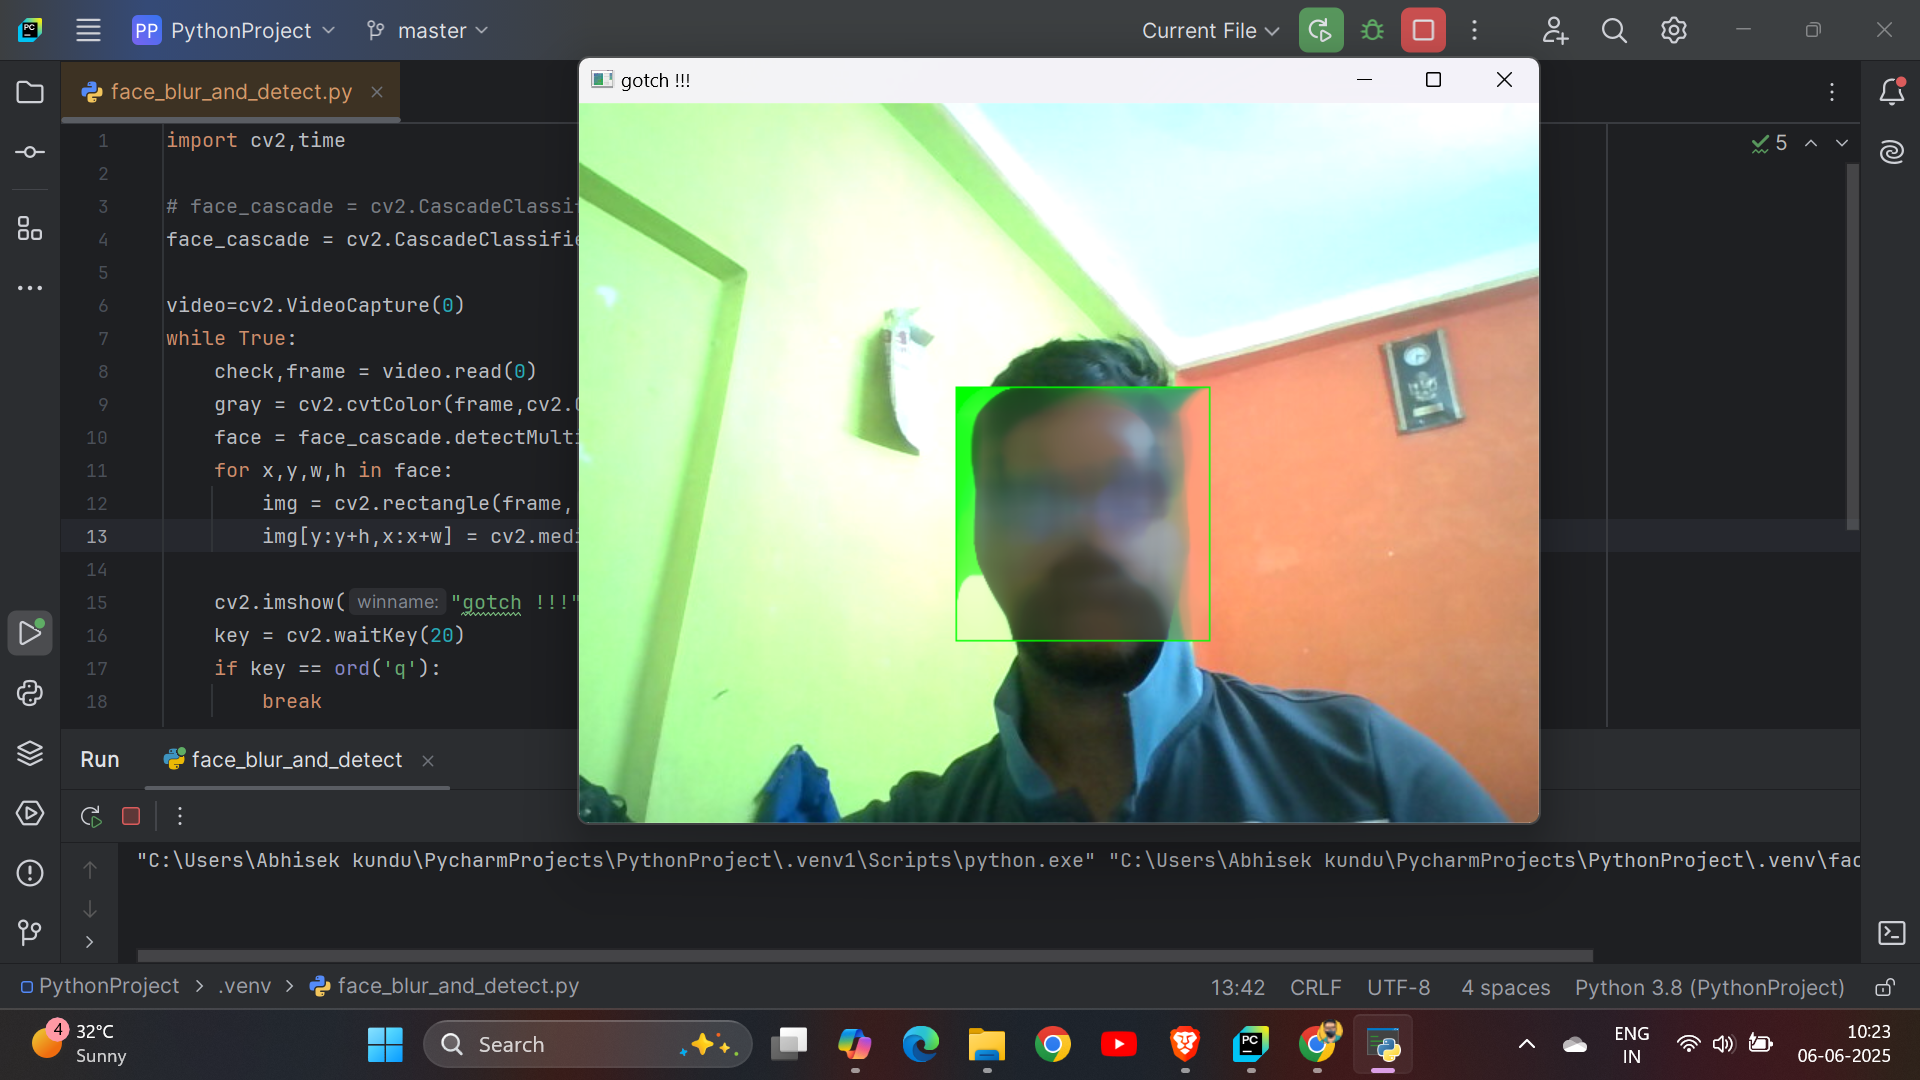 PP PythonProject master Current File
face_blur_and_detect.py
gotch !!!
5
1 import cv2,time
2
3 # face_cascade = cv2.CascadeClassif
4 face_cascade = cv2.CascadeClassifie
5
6 video=cv2.VideoCapture(0)
7 while True:
8 check,frame = video.read(0)
9 gray = cv2.cvtColor(frame,cv2.
10 face = face_cascade.detectMulti
11 for x,y,w,h in face:
12 img = cv2.rectangle(frame,
13 img[y:y+h,x:x+w] = cv2.medi
14
15 cv2.imshow( winname: "gotch !!!"
16 key = cv2.waitKey(20)
17 if key == ord('q'):
18 break
Run face_blur_and_detect
"C:\Users\Abhisek kundu\PycharmProjects\PythonProject\.venv1\Scripts\python.exe" "C:\Users\Abhisek kundu\PycharmProjects\PythonProject\.venv\fac
PythonProject > .venv > face_blur_and_detect.py 13:42 CRLF UTF-8 4 spaces Python 3.8 (PythonProject)
4 32°C
Sunny
Search
ENG
IN
10:23
06-06-2025